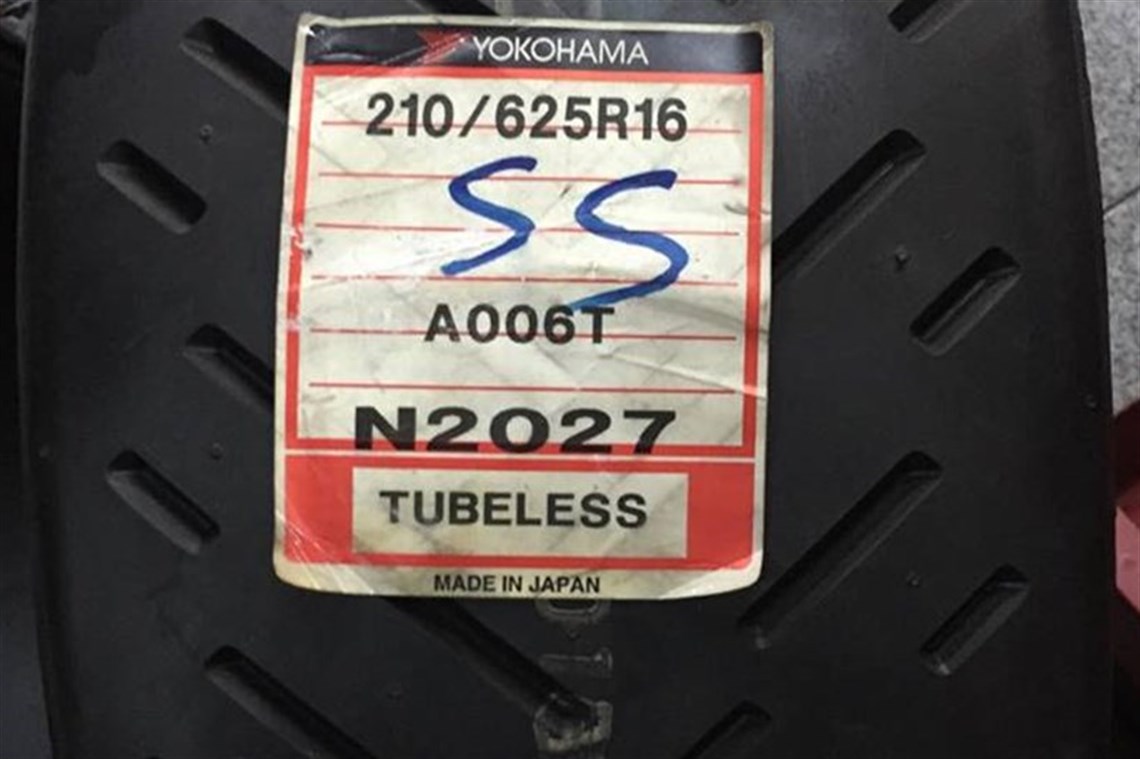 YOKOHAMA
210/625R16
SS
A006T
N2027
TUBELESS
MADE IN JAPAN